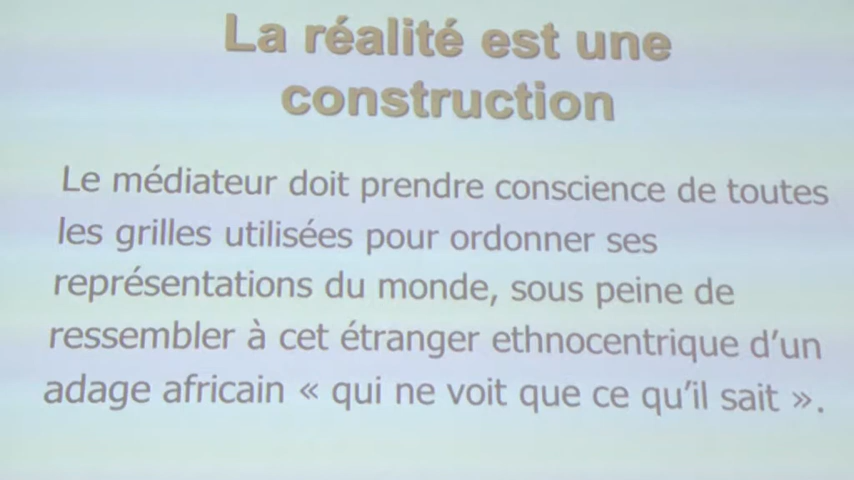 La réalité est une
construction
Le médiateur doit prendre conscience de toutes
les grilles utilisées pour ordonner ses
représentations du monde, sous peine de
ressembler à cet étranger ethnocentrique d'un
adage africain « qui ne voit que ce qu'il sait ».